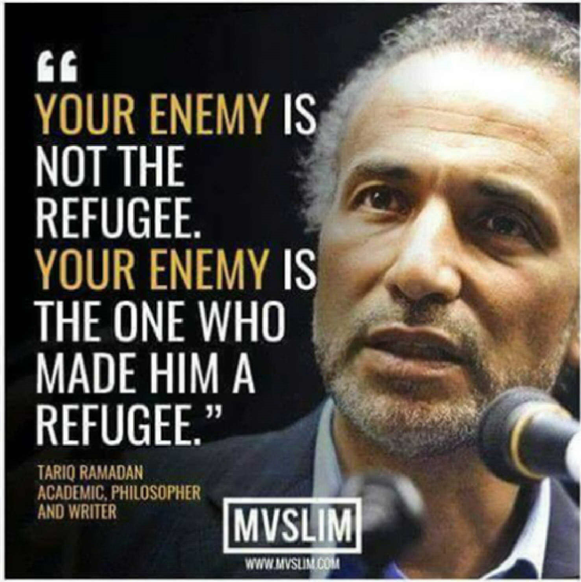 “
YOUR ENEMY IS
NOT THE
REFUGEE.
YOUR ENEMY IS
THE ONE WHO
MADE HIM A
REFUGEE.”
TARIQ RAMADAN
ACADEMIC, PHILOSOPHER
AND WRITER
MVSLIM
WWW.MVSLIM.COM